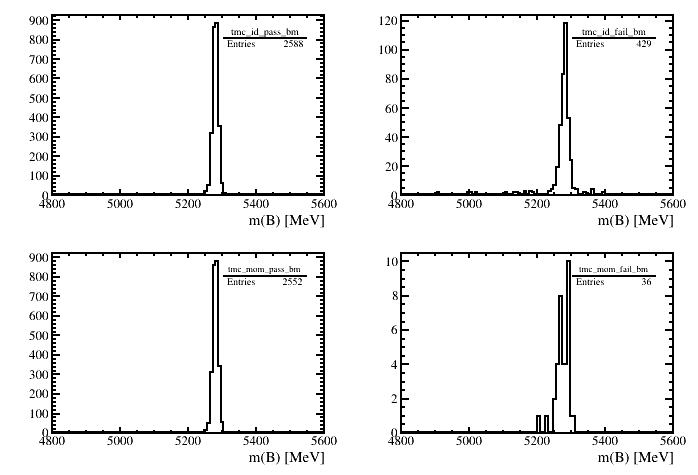 tmc_id_pass_bm
Entries 2588
900
800
700
600
500
400
300
200
100
0
4800 5000 5200 5400 5600
m(B) [MeV]
tmc_id_fail_bm
Entries 429
120
100
80
60
40
20
0
4800 5000 5200 5400 5600
m(B) [MeV]
tmc_mom_pass_bm
Entries 2552
900
800
700
600
500
400
300
200
100
0
4800 5000 5200 5400 5600
m(B) [MeV]
tmc_mom_fail_bm
Entries 36
10
8
6
4
2
0
4800 5000 5200 5400 5600
m(B) [MeV]